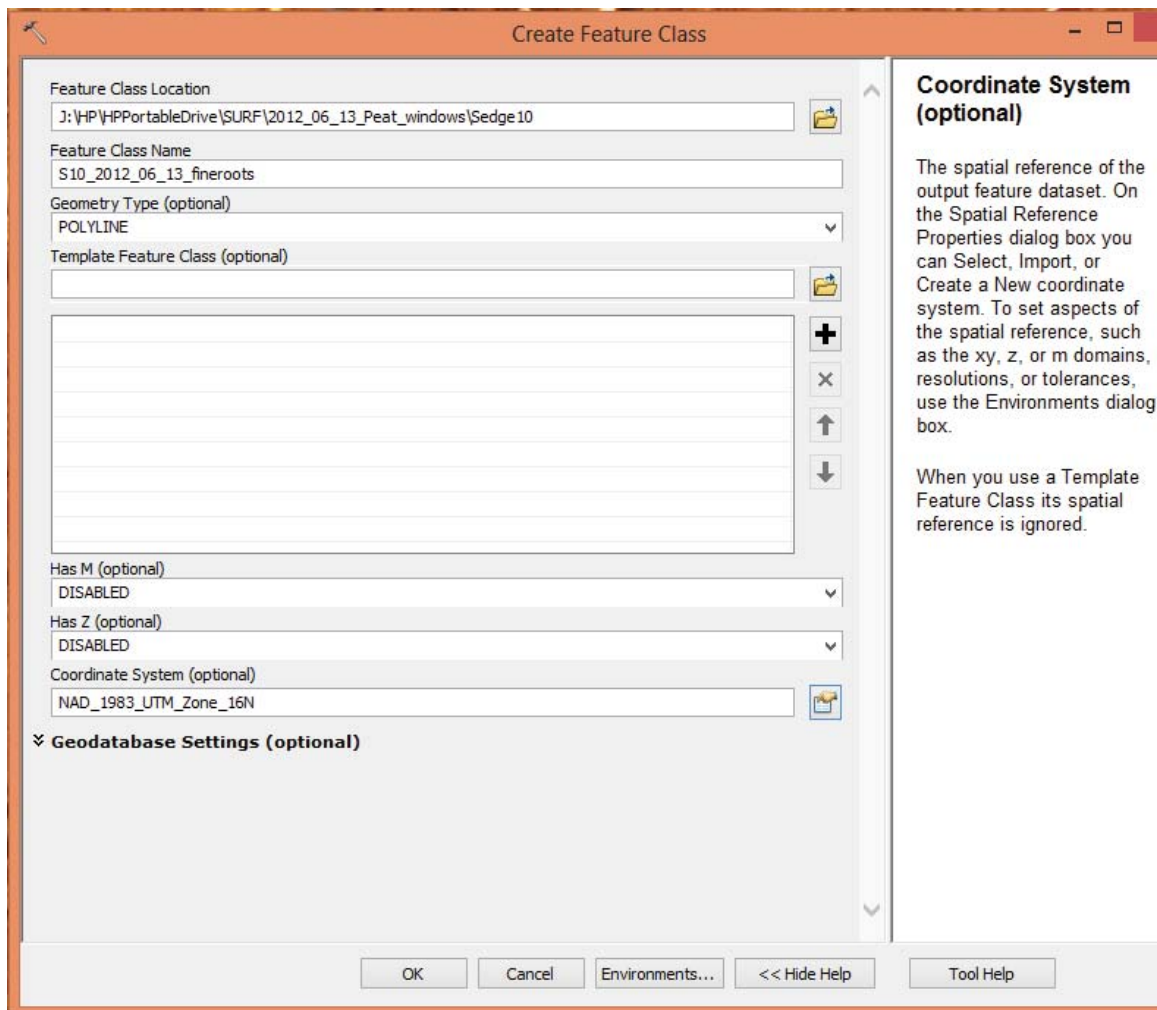 Create Feature Class
Feature Class Location
J:\HP\HPPortableDrive\SURF\2012_06_13_Peat_windows\Sedge10
Feature Class Name
S10_2012_06_13_fineroots
Geometry Type (optional)
POLYLINE
Template Feature Class (optional)
Has M (optional)
DISABLED
Has Z (optional)
DISABLED
Coordinate System (optional)
NAD_1983_UTM_Zone_16N
Geodatabase Settings (optional)
Coordinate System
(optional)
The spatial reference of the
output feature dataset. On
the Spatial Reference
Properties dialog box you
can Select, Import, or
Create a New coordinate
system. To set aspects of
the spatial reference, such
as the xy, z, or m domains,
resolutions, or tolerances,
use the Environments dialog
box.
When you use a Template
Feature Class its spatial
reference is ignored.
OK
Cancel
Environments...
<< Hide Help
Tool Help